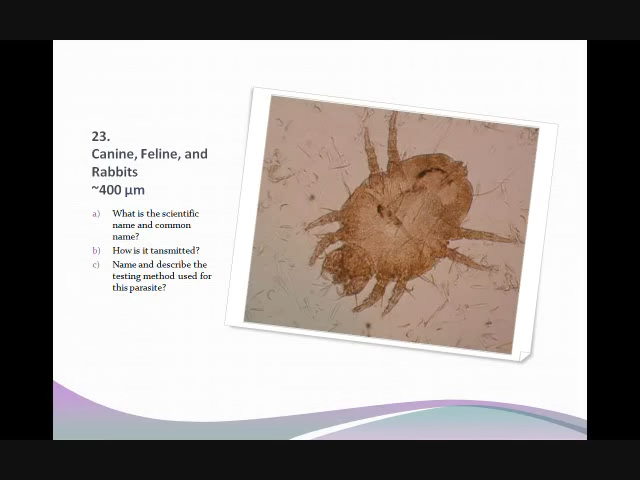 23.
Canine, Feline, and
Rabbits
~400 μm
a) What is the scientific
name and common
name?
b) How is it tansmitted?
c) Name and describe the
testing method used for
this parasite?